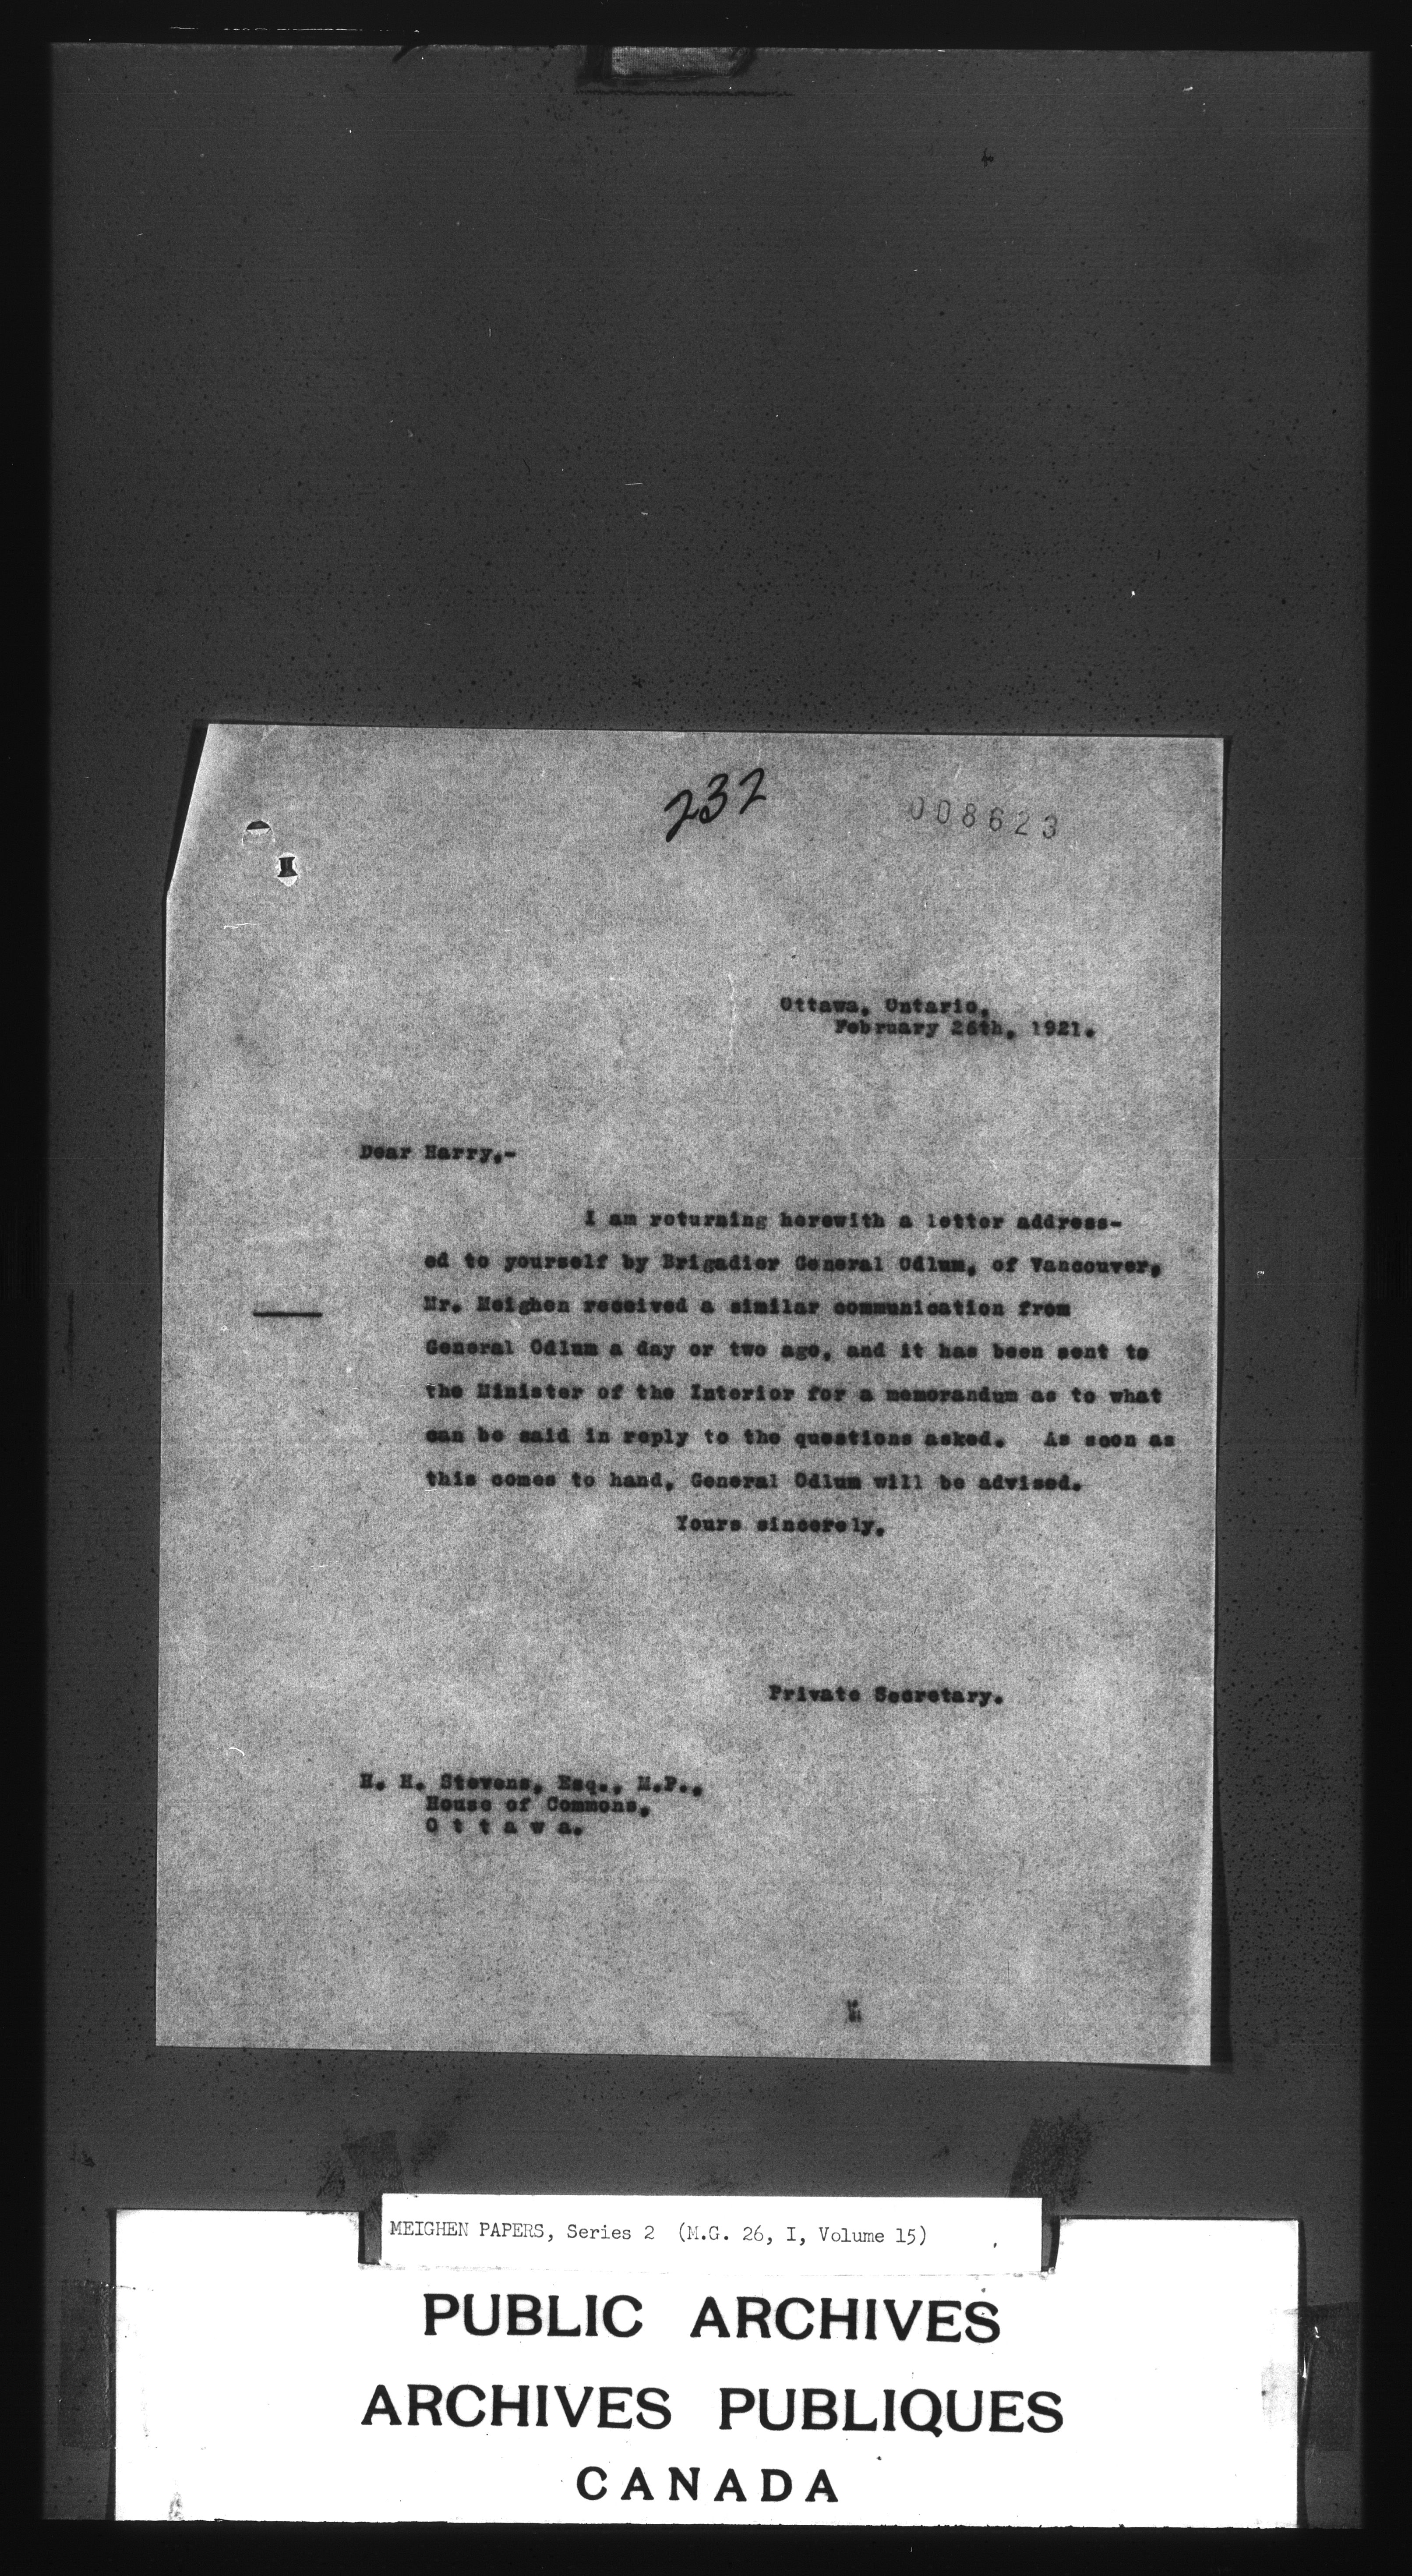 232
008623
Ottawa, Ontario,
February 26th, 1921.
Dear Harry,-
I am returning herewith a letter address-
ed to yourself by Brigadier General Odlum, of Vancouver,
Mr. Meighen received a similar communication from
General Odlum a day or two ago, and it has been sent to
the Minister of the Interior for a memorandum as to what
can be said in reply to the questions asked. As soon as
this comes to hand, General Odlum will be advised.
Yours sincerely,
Private Secretary.
H. H. Stevens, Esq., M.P.,
House of Commons,
O t t a w a.
MEIGHEN PAPERS, Series 2 (M.G. 26, I, Volume 15)
PUBLIC ARCHIVES
ARCHIVES PUBLIQUES
CANADA